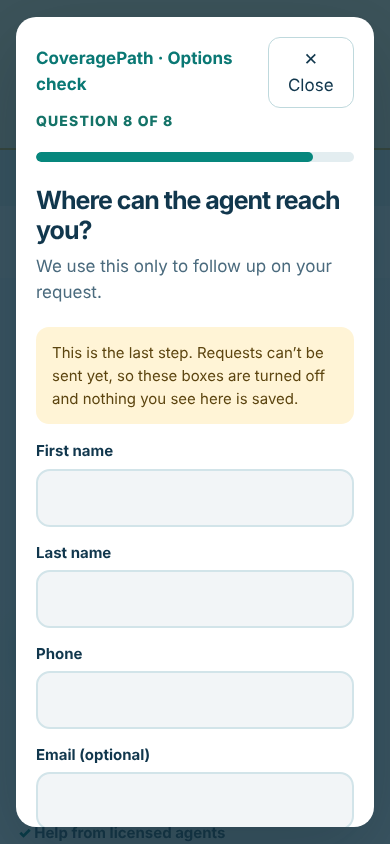 CoveragePath · Options
check
✕
Close
QUESTION 8 OF 8
Where can the agent reach
you?
We use this only to follow up on your
request.
This is the last step. Requests can’t be
sent yet, so these boxes are turned off
and nothing you see here is saved.
First name
Last name
Phone
Email (optional)
✓ Help from licensed agents